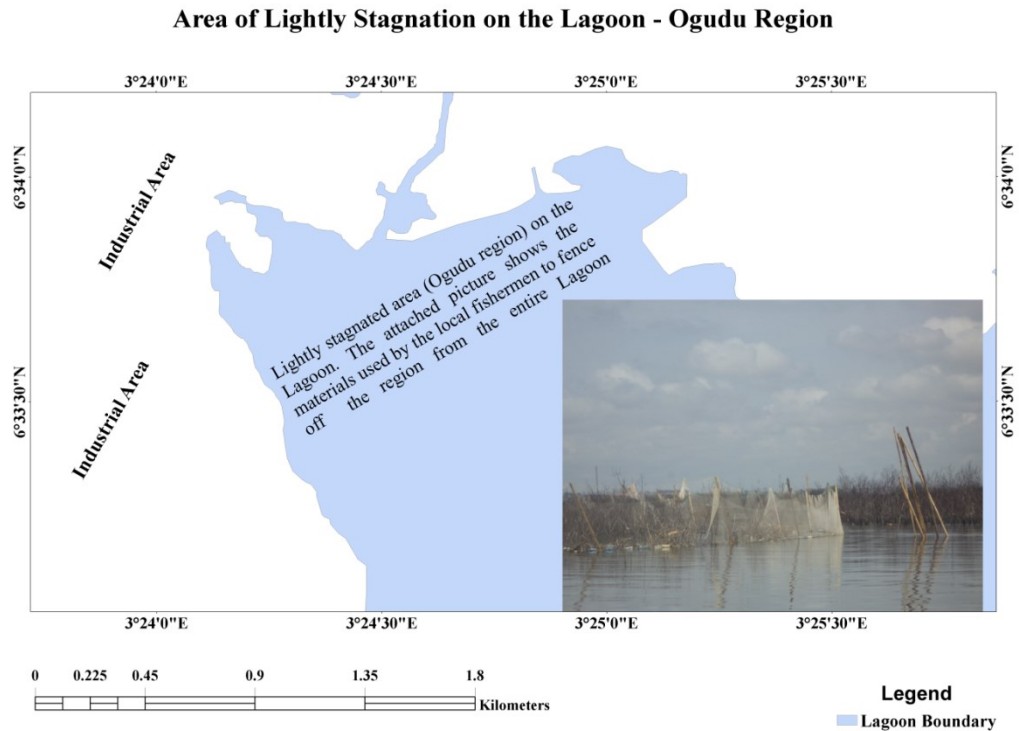 Area of Lightly Stagnation on the Lagoon - Ogudu Region
3°24'0"E 3°24'30"E 3°25'0"E 3°25'30"E
6°34'0"N
6°34'0"N
Industrial Area
Lightly stagnated area (Ogudu region) on the
Lagoon. The attached picture shows the
materials used by the local fishermen to fence
off the region from the entire Lagoon
6°33'30"N
6°33'30"N
Industrial Area
3°24'0"E 3°24'30"E 3°25'0"E 3°25'30"E
0 0.225 0.45 0.9 1.35 1.8
Kilometers
Legend
Lagoon Boundary